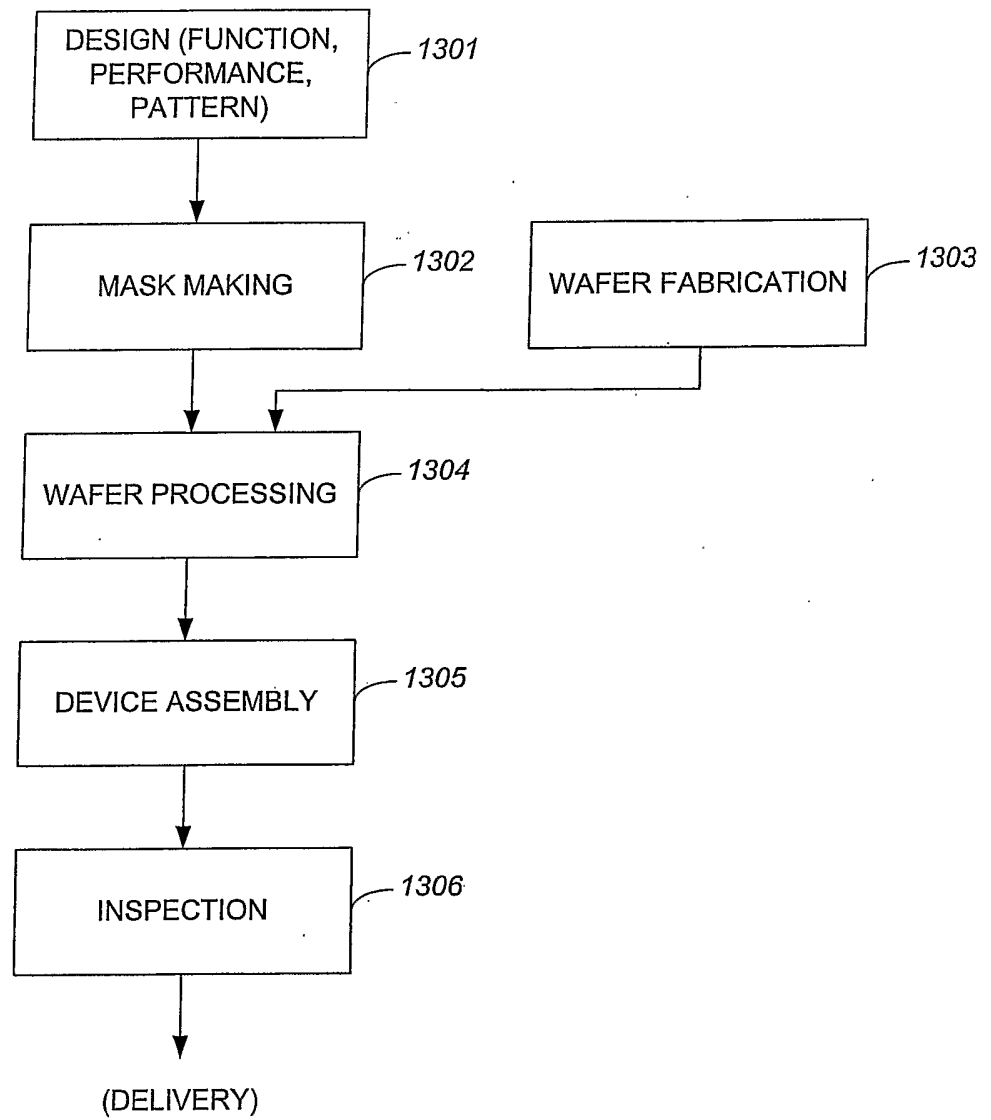 DESIGN (FUNCTION,
PERFORMANCE,
PATTERN)
1301
MASK MAKING
1302
WAFER FABRICATION
1303
WAFER PROCESSING
1304
DEVICE ASSEMBLY
1305
INSPECTION
1306
(DELIVERY)